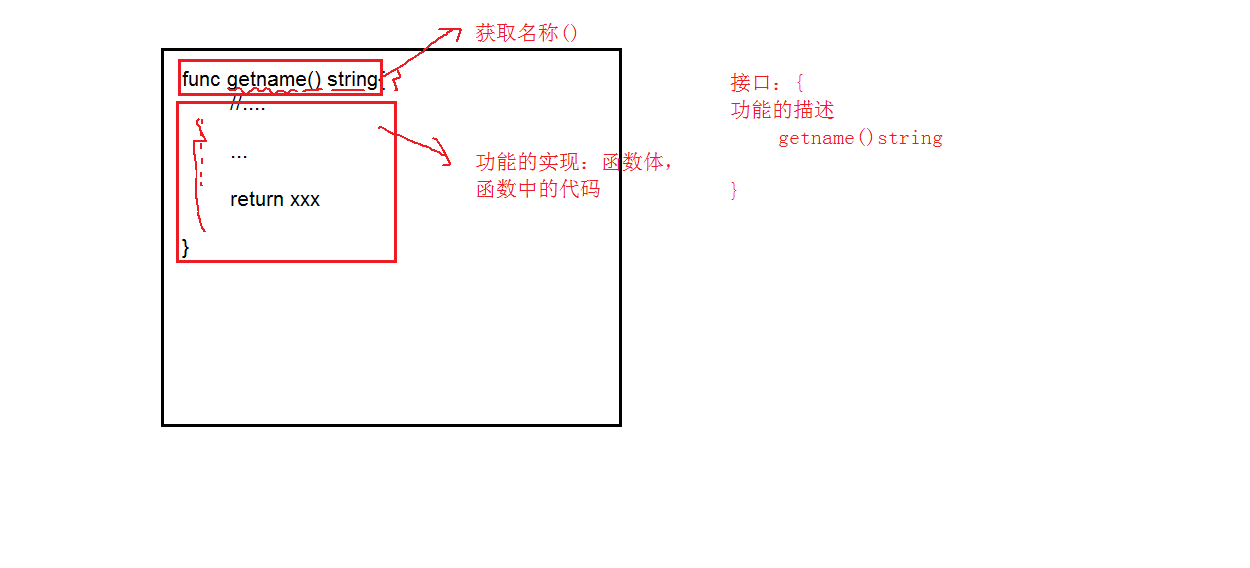 获取名称()
func getname() string{
//....
...
return xxx
}
功能的实现：函数体，
函数中的代码
接口：{
功能的描述
getname()string
}